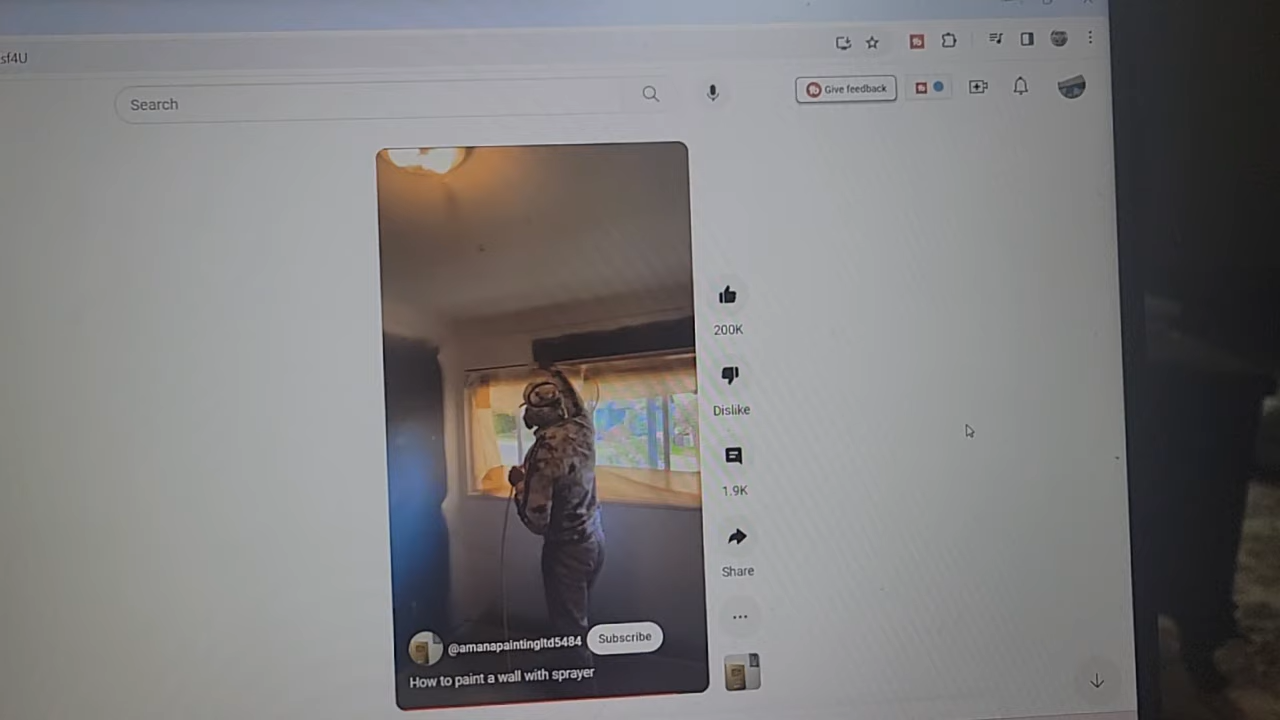 sf4U
Search
Give feedback
200K
Dislike
1.9K
Share
@amanapaintingltd5484
Subscribe
How to paint a wall with sprayer